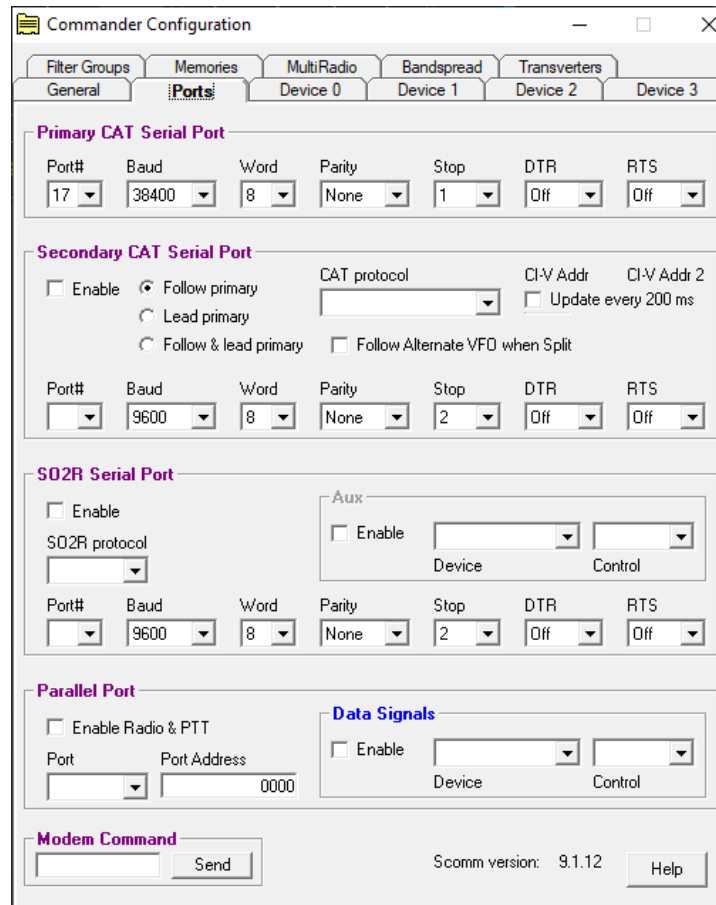 Commander Configuration
Filter Groups Memories MultiRadio Bandspread Transverters
General Ports Device 0 Device 1 Device 2 Device 3
Primary CAT Serial Port
Port# Baud Word Parity Stop DTR RTS
17 38400 8 None 1 Off Off
Secondary CAT Serial Port
Enable Follow primary CAT protocol CI-V Addr CI-V Addr 2
Update every 200 ms
Lead primary
Follow & lead primary Follow Alternate VFO when Split
Port# Baud Word Parity Stop DTR RTS
9600 8 None 2 Off Off
SO2R Serial Port
Enable
Aux
Enable
SO2R protocol
Device Control
Port# Baud Word Parity Stop DTR RTS
9600 8 None 2 Off Off
Parallel Port
Enable Radio & PTT
Data Signals
Enable
Port Port Address
0000
Device Control
Modem Command
Send
Scomm version: 9.1.12
Help